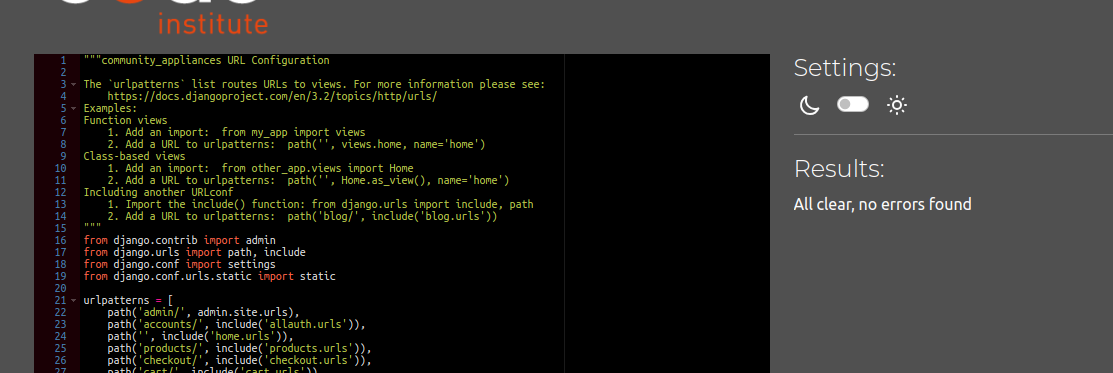 institute
1 """community_appliances URL Configuration
2
3 The `urlpatterns` list routes URLs to views. For more information please see:
4     https://docs.djangoproject.com/en/3.2/topics/http/urls/
5 Examples:
6 Function views
7     1. Add an import:  from my_app import views
8     2. Add a URL to urlpatterns:  path('', views.home, name='home')
9 Class-based views
10     1. Add an import:  from other_app.views import Home
11     2. Add a URL to urlpatterns:  path('', Home.as_view(), name='home')
12 Including another URLconf
13     1. Import the include() function: from django.urls import include, path
14     2. Add a URL to urlpatterns:  path('blog/', include('blog.urls'))
15 """
16 from django.contrib import admin
17 from django.urls import path, include
18 from django.conf import settings
19 from django.conf.urls.static import static
20
21 urlpatterns = [
22     path('admin/', admin.site.urls),
23     path('accounts/', include('allauth.urls')),
24     path('', include('home.urls')),
25     path('products/', include('products.urls')),
26     path('checkout/', include('checkout.urls')),
27     path('cart/', include('cart.urls')),
Settings:
Results:
All clear, no errors found